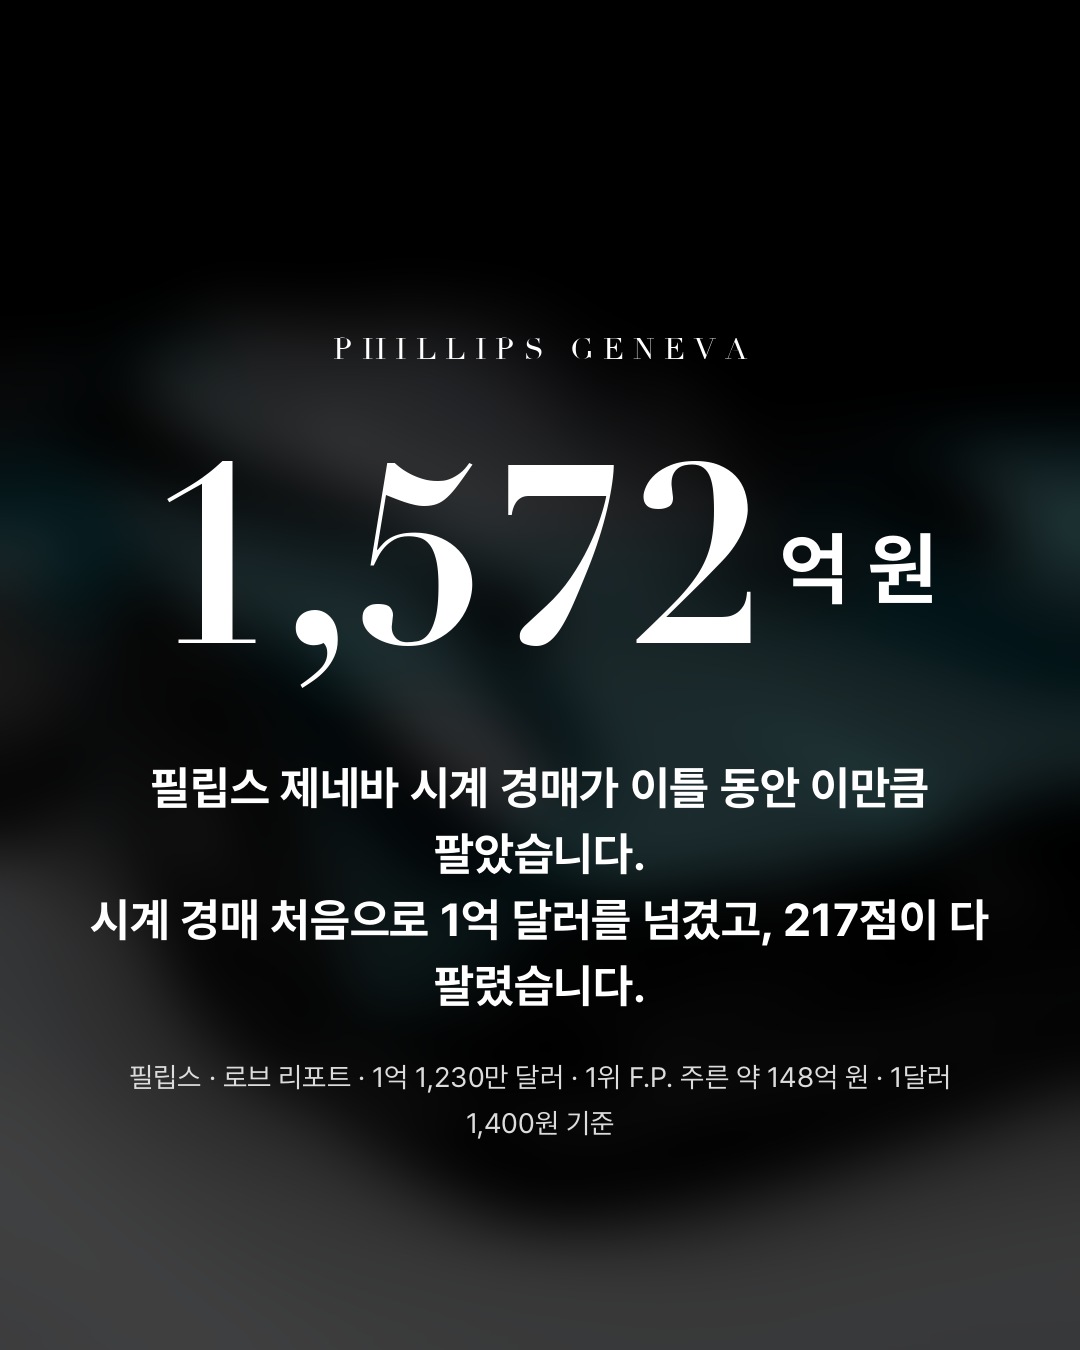 PHILLIPS GENEVA
1,572억 원
필립스 제네바 시계 경매가 이틀 동안 이만큼
팔았습니다.
시계 경매 처음으로 1억 달러를 넘겼고, 217점이 다
팔렸습니다.
필립스 · 로브 리포트 · 1억 1,230만 달러 · 1위 F.P. 주른 약 148억 원 · 1달러
1,400원 기준